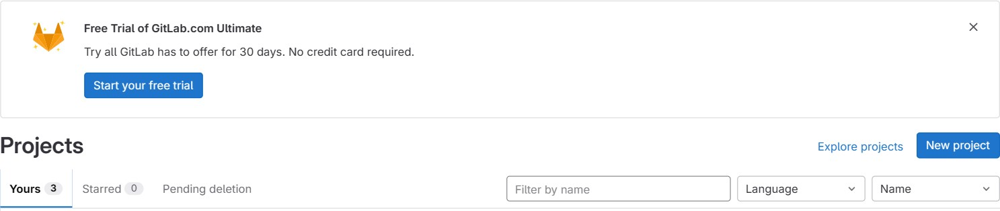 Free Trial of GitLab.com Ultimate
Try all GitLab has to offer for 30 days. No credit card required.
Start your free trial
Projects
Explore projects
New project
Yours 3
Starred 0
Pending deletion
Filter by name
Language
Name